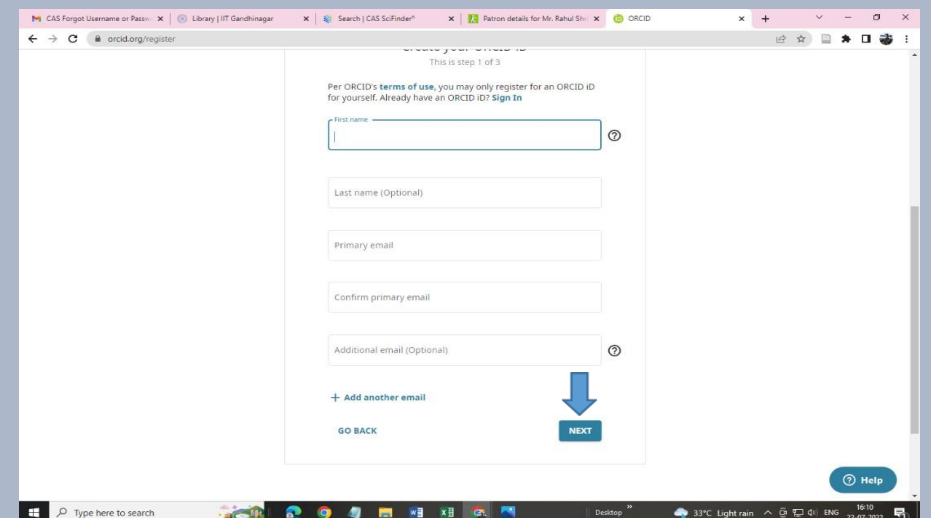 CAS Forgot Username or Passw
Library | IIT Gandhinagar
Search | CAS SciFinder®
Patron details for Mr. Rahul Sh
ORCID
orcid.org/register
This is step 1 of 3
Per ORCID's terms of use, you may only register for an ORCID iD
for yourself. Already have an ORCID iD? Sign In
First name
Last name (Optional)
Primary email
Confirm primary email
Additional email (Optional)
+ Add another email
GO BACK
NEXT
Help
Type here to search
Desktop
33°C Light rain
ENG
16:10